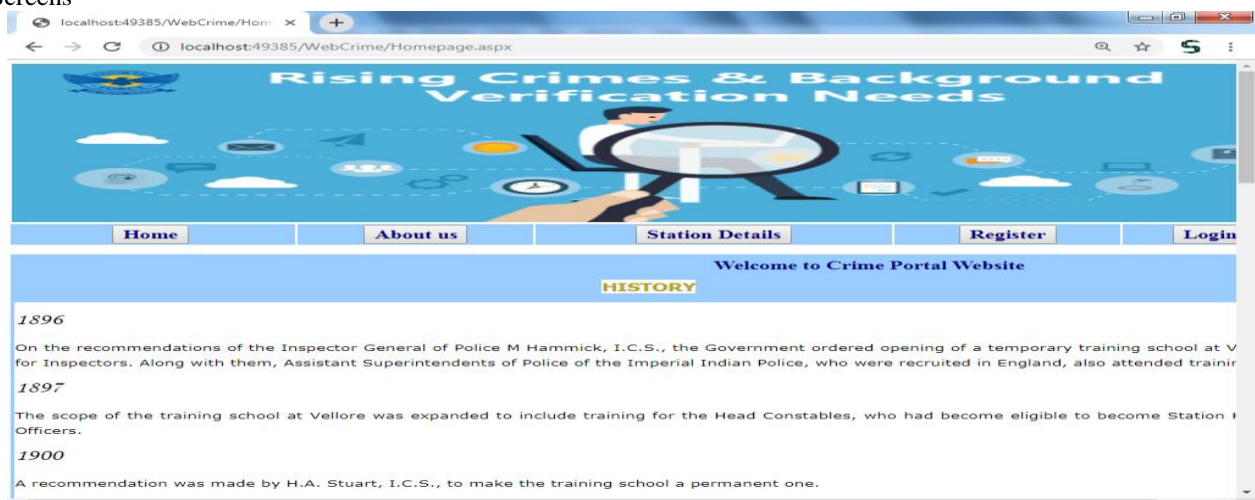 localhost:49385/WebCrime/Hom
localhost:49385/WebCrime/Homepage.aspx
Rising Crimes & Background
Verification Needs
Home About us Station Details Register Login
Welcome to Crime Portal Website
HISTORY
1896
On the recommendations of the Inspector General of Police M Hammick, I.C.S., the Government ordered opening of a temporary training school at V
for Inspectors. Along with them, Assistant Superintendents of Police of the Imperial Indian Police, who were recruited in England, also attended trainin
1897
The scope of the training school at Vellore was expanded to include training for the Head Constables, who had become eligible to become Station H
Officers.
1900
A recommendation was made by H.A. Stuart, I.C.S., to make the training school a permanent one.